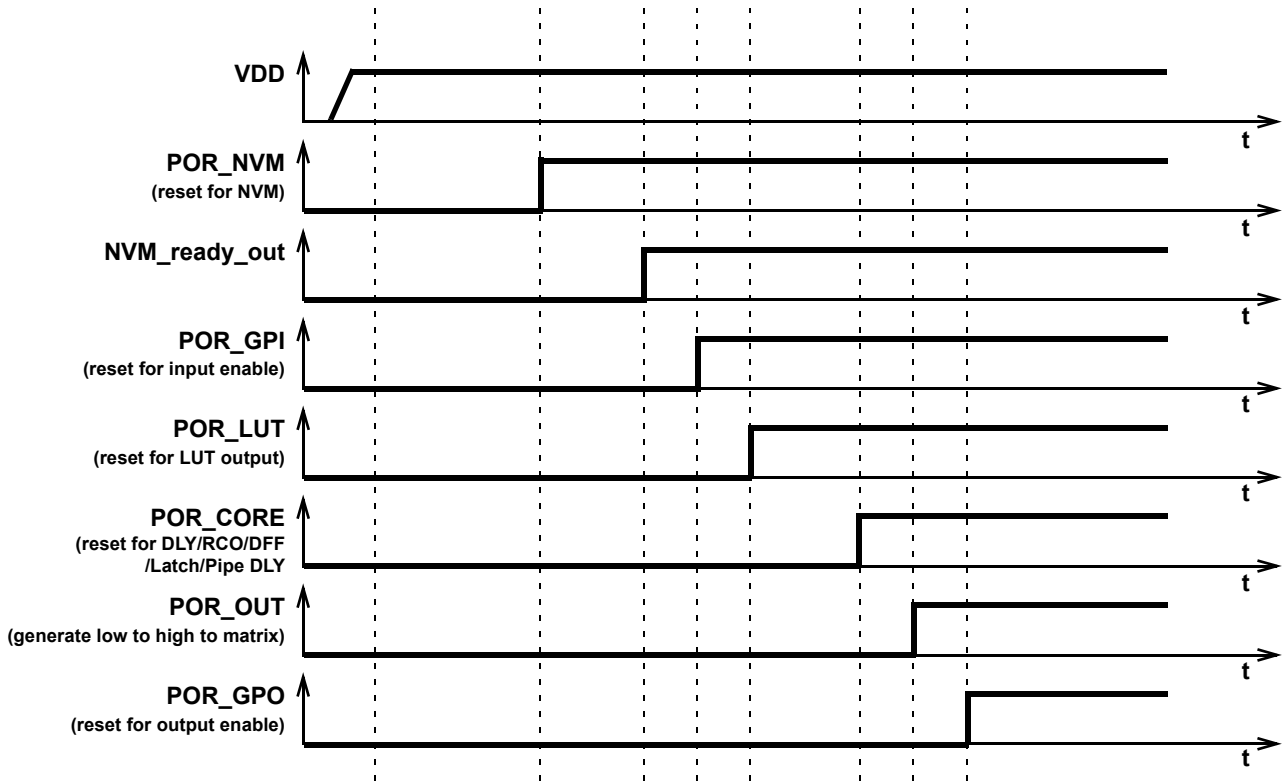 VDD
t
POR_NVM
(reset for NVM)
t
NVM_ready_out
t
POR_GPI
(reset for input enable)
t
POR_LUT
(reset for LUT output)
t
POR_CORE
(reset for DLY/RCO/DFF
/Latch/Pipe DLY
t
POR_OUT
(generate low to high to matrix)
t
POR_GPO
(reset for output enable)
t